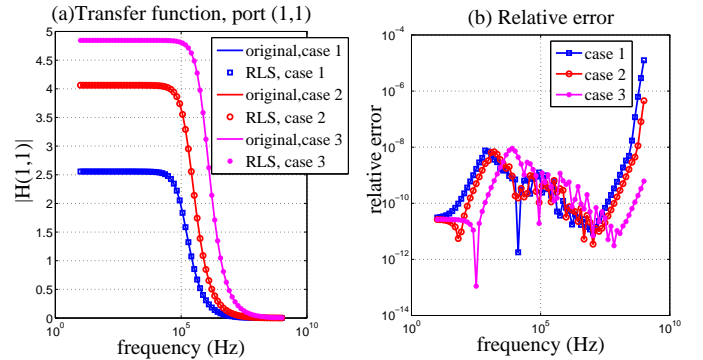 (a)Transfer function, port (1,1)
|H(1,1)|
5
4.5
4
3.5
3
2.5
2
1.5
1
0.5
0
10^0
10^5
10^10
frequency (Hz)
original,case 1
RLS, case 1
original,case 2
RLS, case 2
original,case 3
RLS, case 3
(b) Relative error
relative error
10^-4
10^-6
10^-8
10^-10
10^-12
10^-14
10^0
10^5
10^10
frequency (Hz)
case 1
case 2
case 3